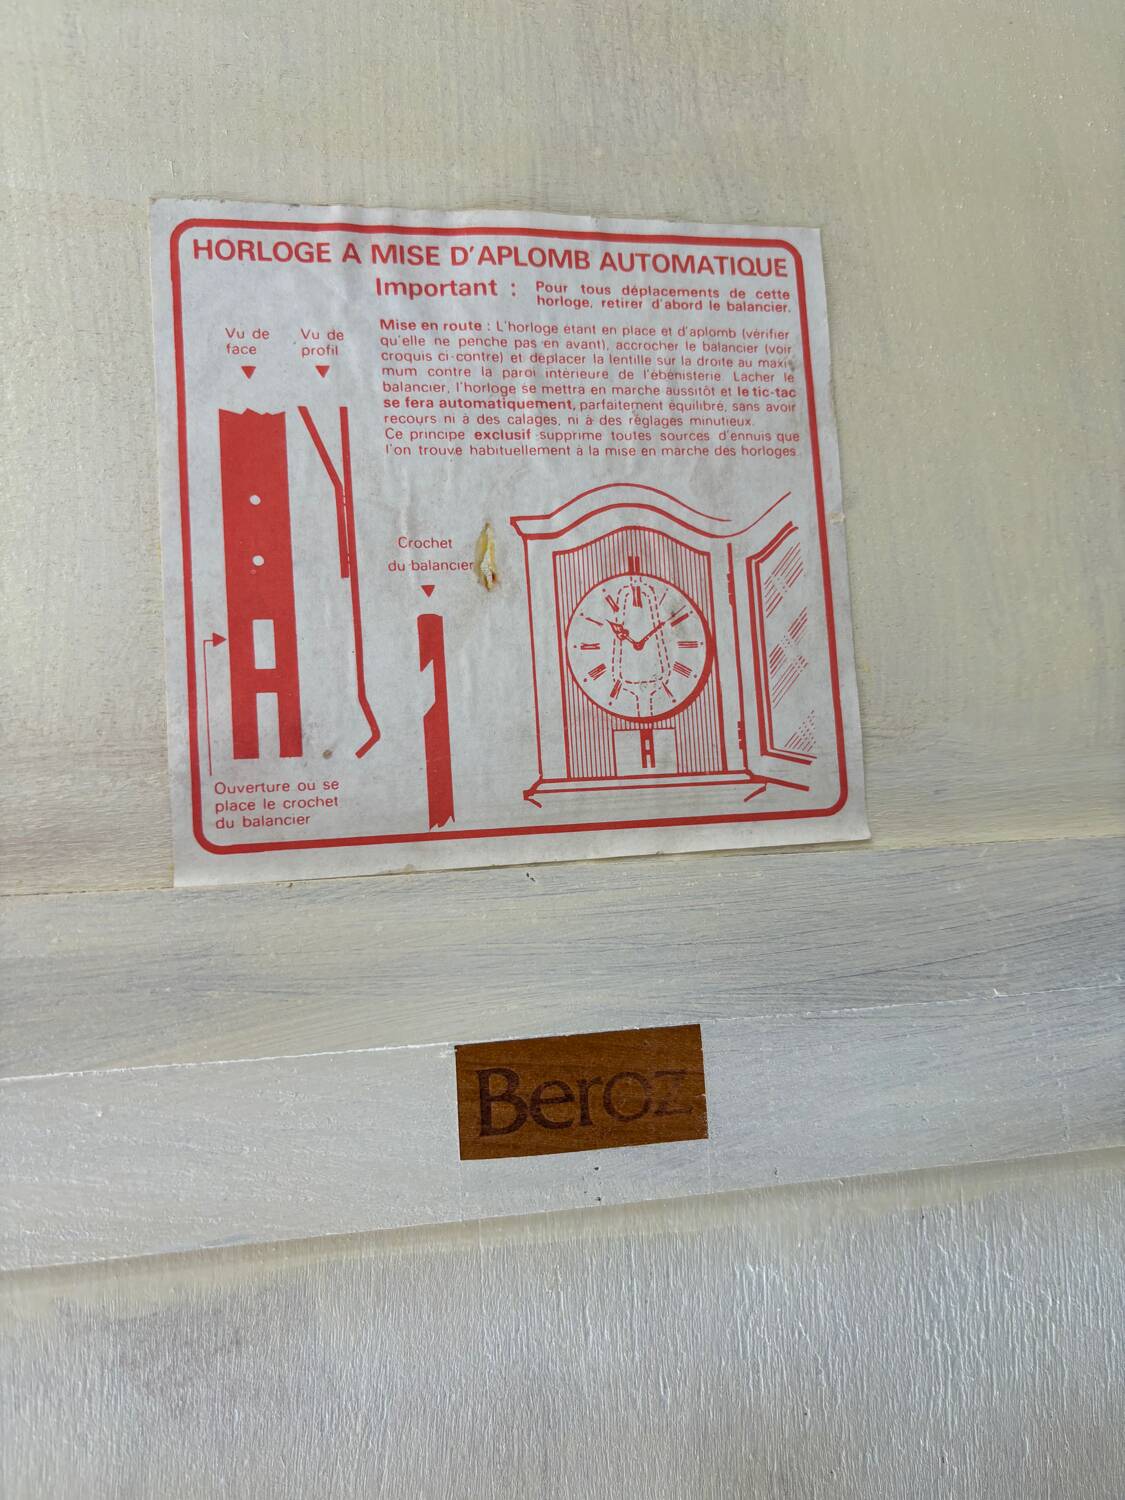 HORLOGE A MISE D'APLOMB AUTOMATIQUE
Important : Pour tous déplacements de cette
horloge, retirer d'abord le balancier.
Mise en route : L'horloge étant en place et d'aplomb (vérifier
qu'elle ne penche pas en avant), accrocher le balancier (voir
croquis ci-contre) et déplacer la lentille sur la droite au maxi-
mum contre la paroi intérieure de l'ébénisterie. Lacher le
balancier, l'horloge se mettra en marche aussitôt et le tic-tac
se fera automatiquement, parfaitement équilibré, sans avoir
recours ni à des calages, ni à des réglages minutieux.
Ce principe exclusif supprime toutes sources d'ennuis que
l'on trouve habituellement à la mise en marche des horloges
Vu de
face
Vu de
profil
Crochet
du balancier
Ouverture ou se
place le crochet
du balancier
Beroz